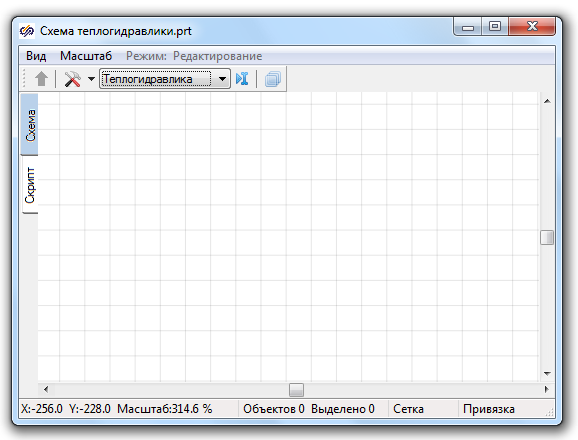 Схема теплогидравлики.prt
Вид Масштаб Режим: Редактирование
Теплогидравлика
Схема
Скрипт
X:-256.0 Y:-228.0 Масштаб:314.6 % Объектов 0 Выделено 0 Сетка Привязка